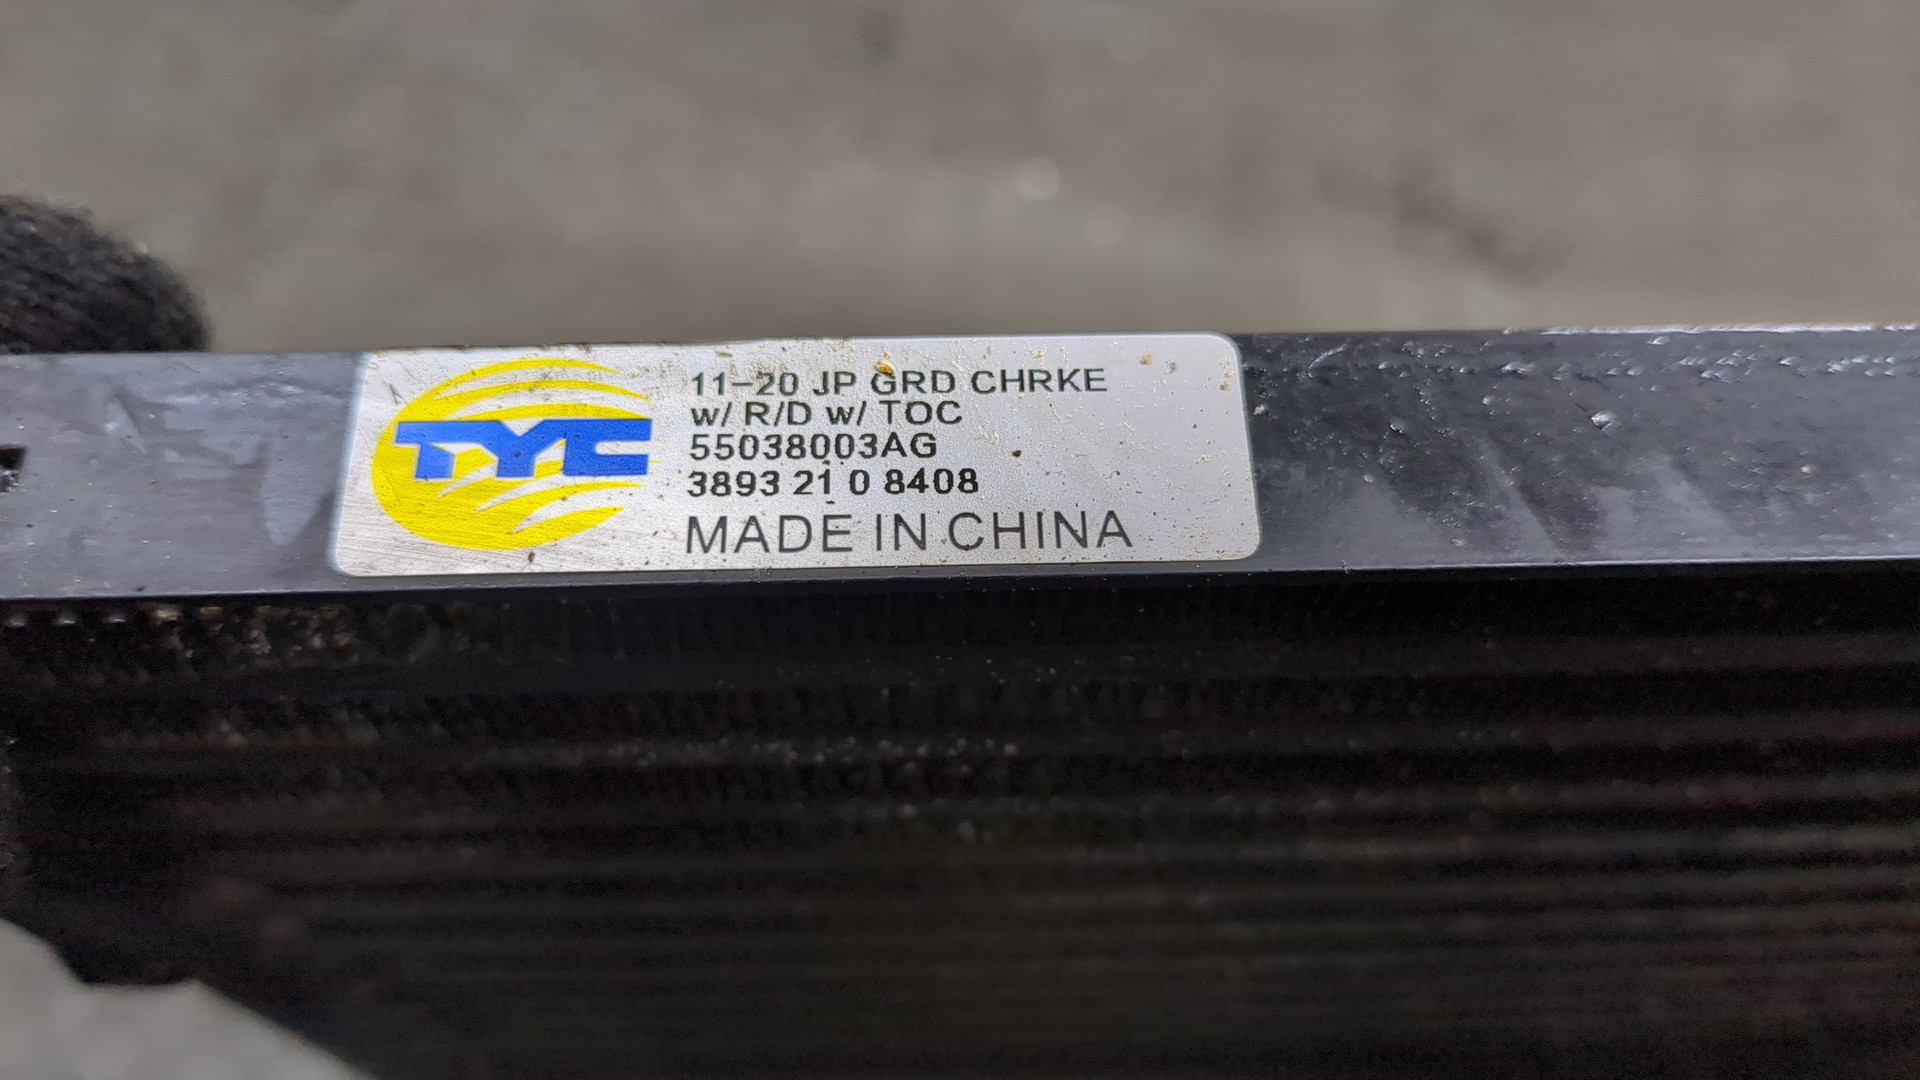 TYC
11-20 JP GRD CHRKE
w/ R/D w/ TOC
55038003AG
3893 21 0 8408
MADE IN CHINA